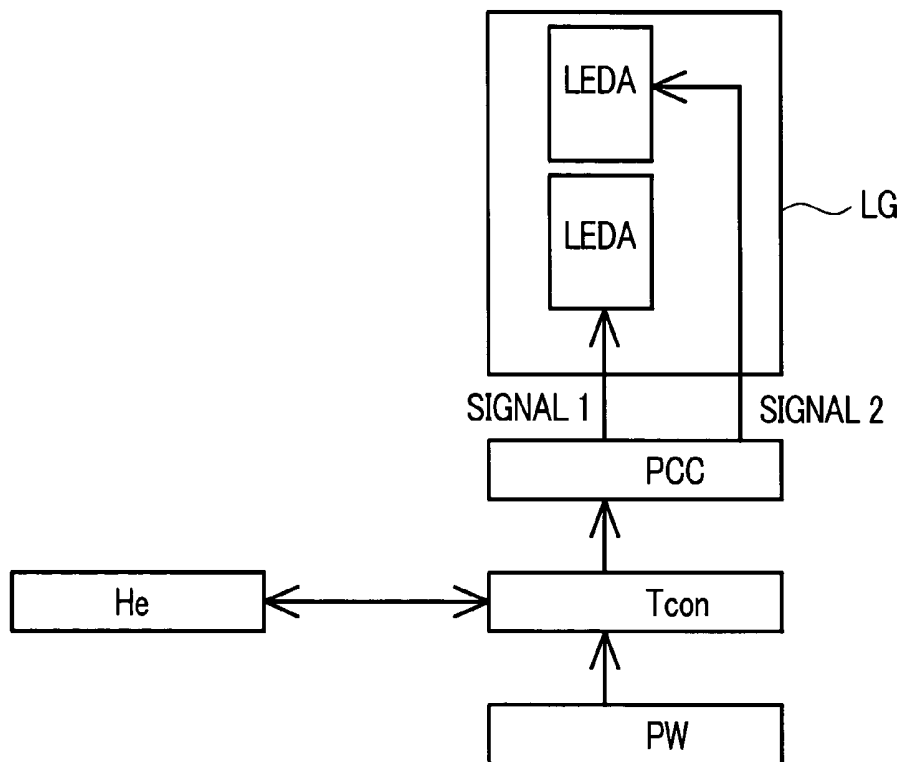 LEDA
LEDA
LG
SIGNAL 1
SIGNAL 2
PCC
He
Tcon
PW